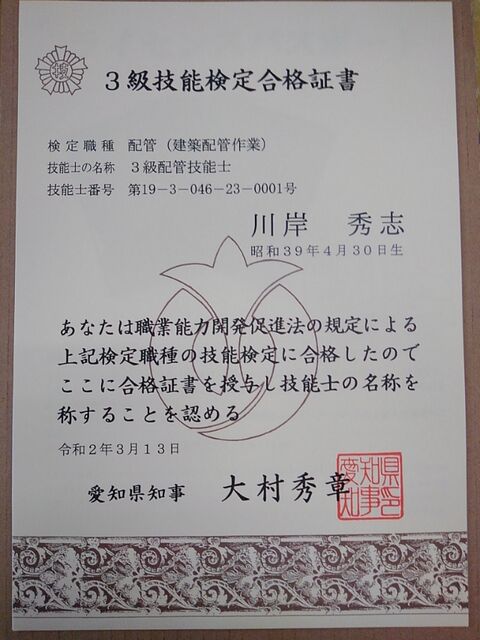 技
3級技能検定合格証書
検定職種 配管(建築配管作業)
技能士の名称 3級配管技能士
技能士番号 第19-3-046-23-0001号
川岸 秀志
昭和39年4月30日生
あなたは職業能力開発促進法の規定による
上記検定職種の技能検定に合格したので
ここに合格証書を授与し技能士の名称を
称することを認める
令和2年3月13日
愛知県知事 大村秀章
愛知県知事印